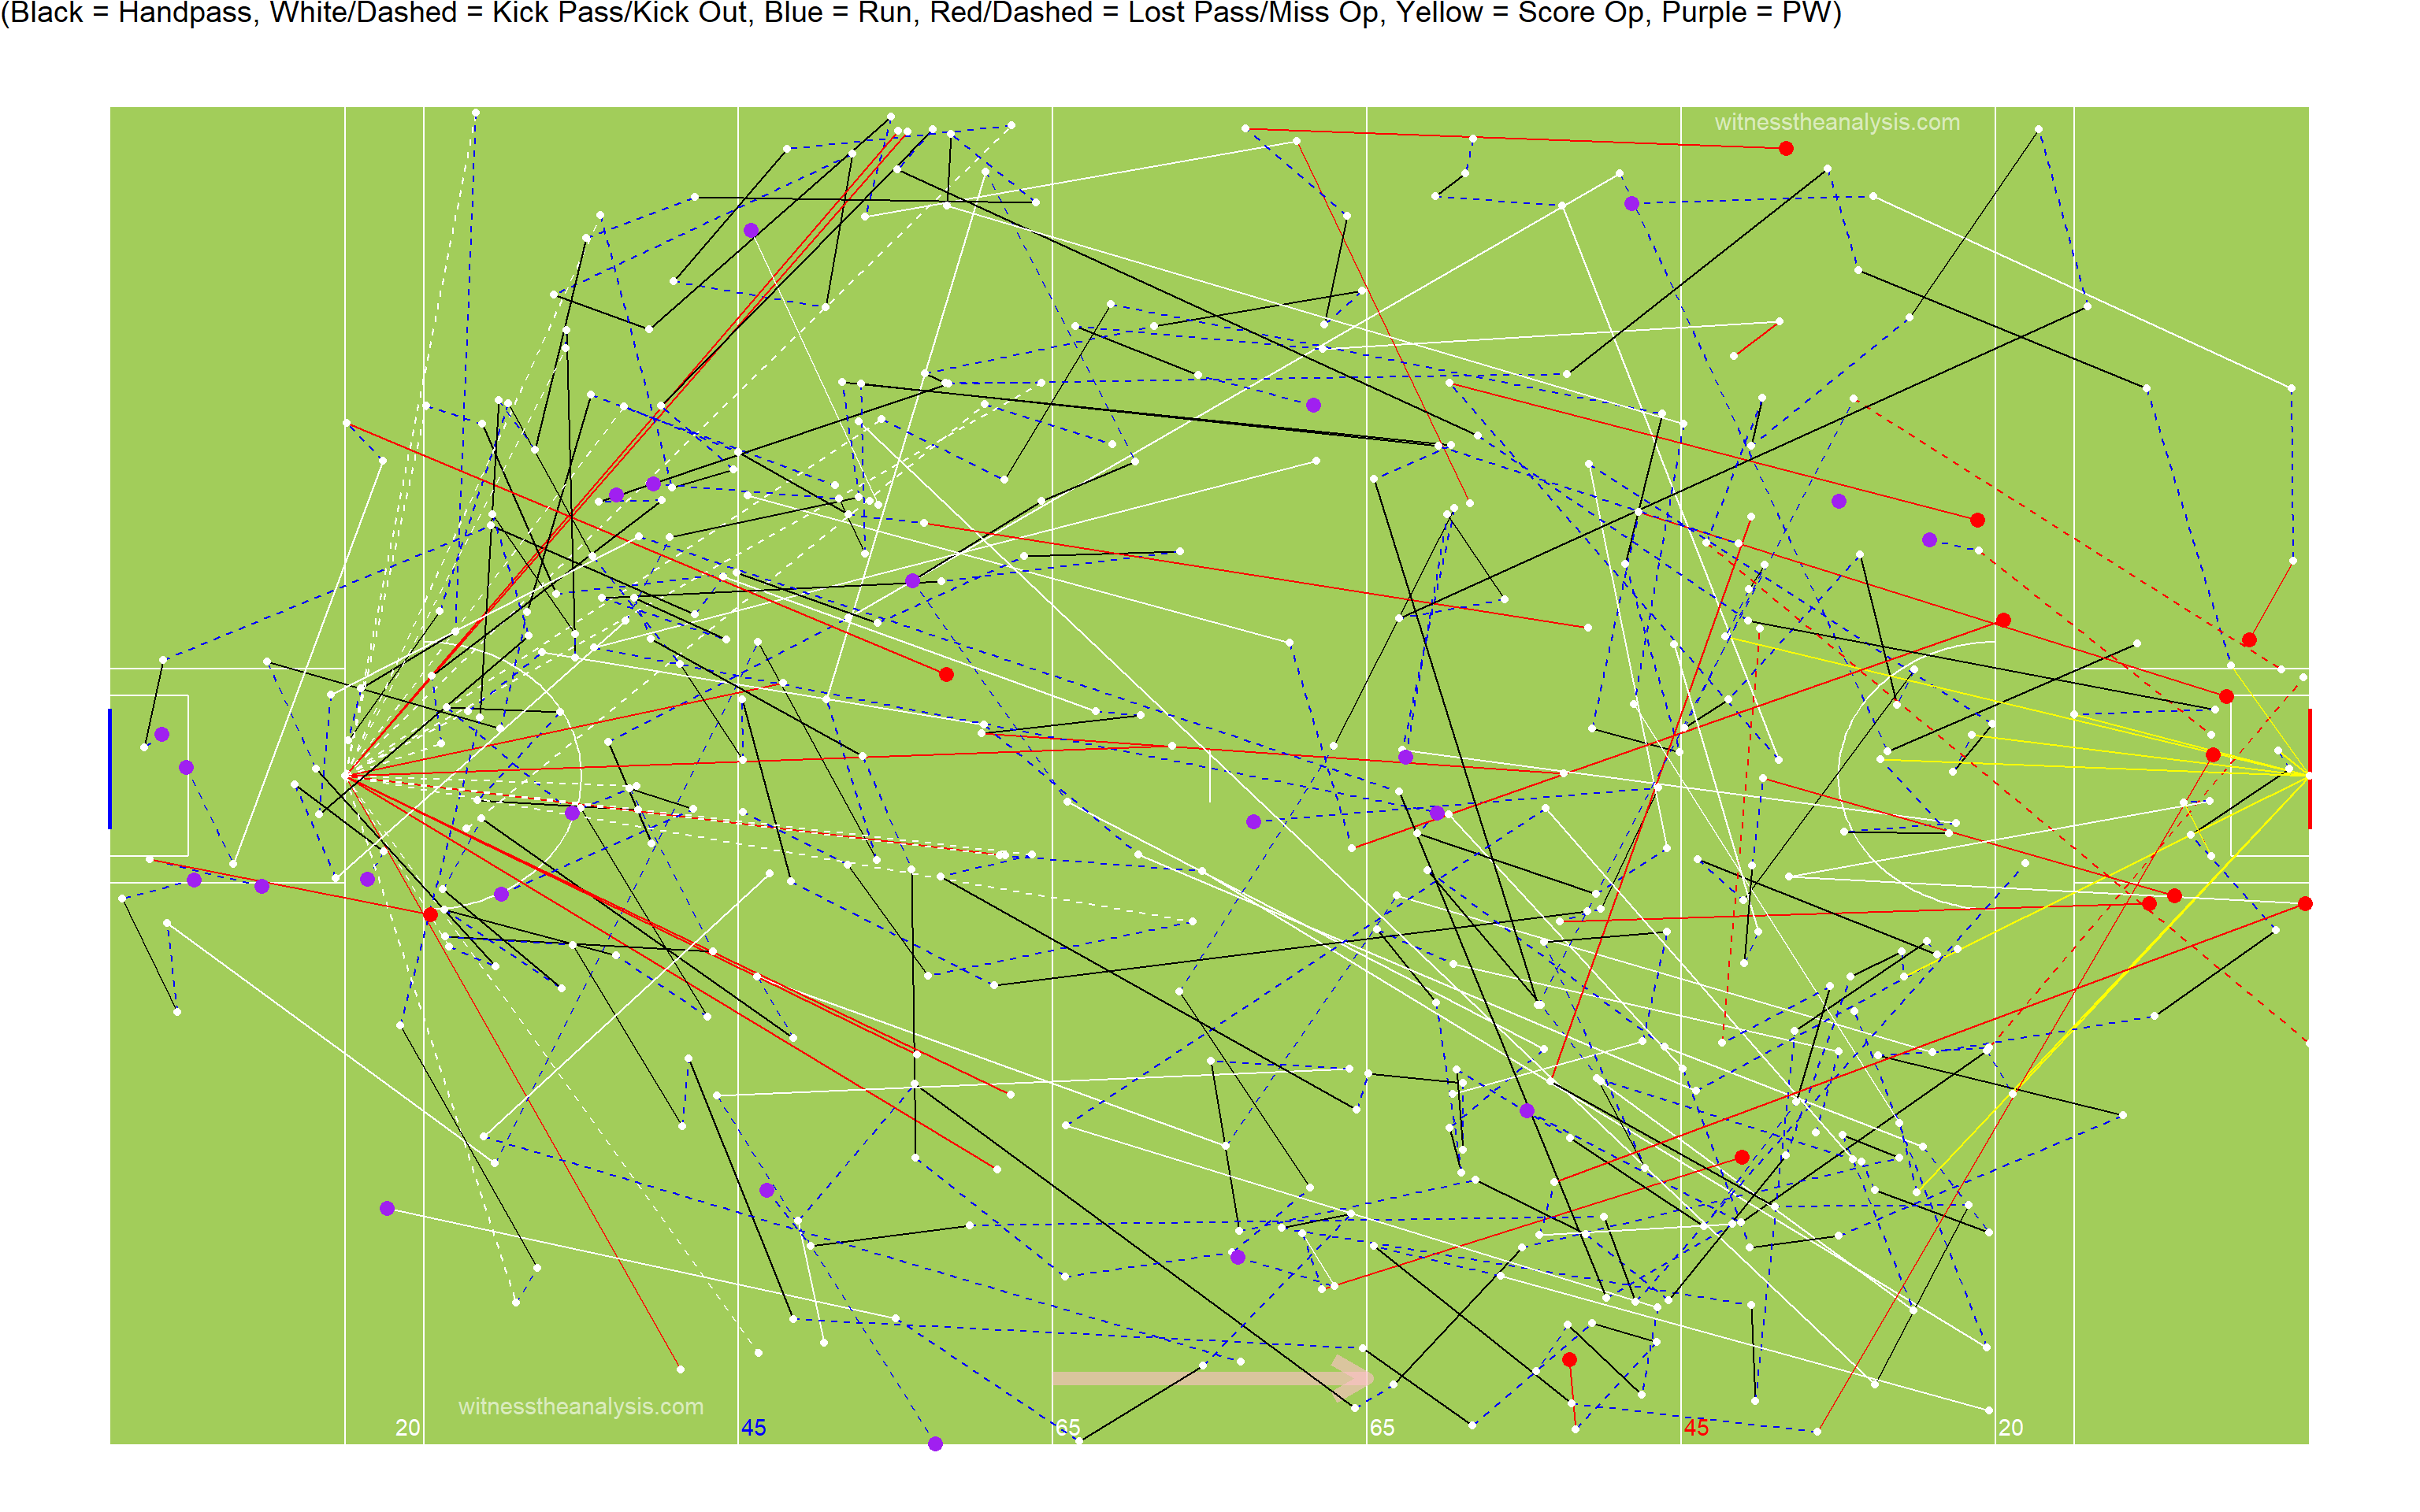 (Black = Handpass, White/Dashed = Kick Pass/Kick Out, Blue = Run, Red/Dashed = Lost Pass/Miss Op, Yellow = Score Op, Purple = PW)
witnesstheanalysis.com
witnesstheanalysis.com
20 45 65 65 45 20